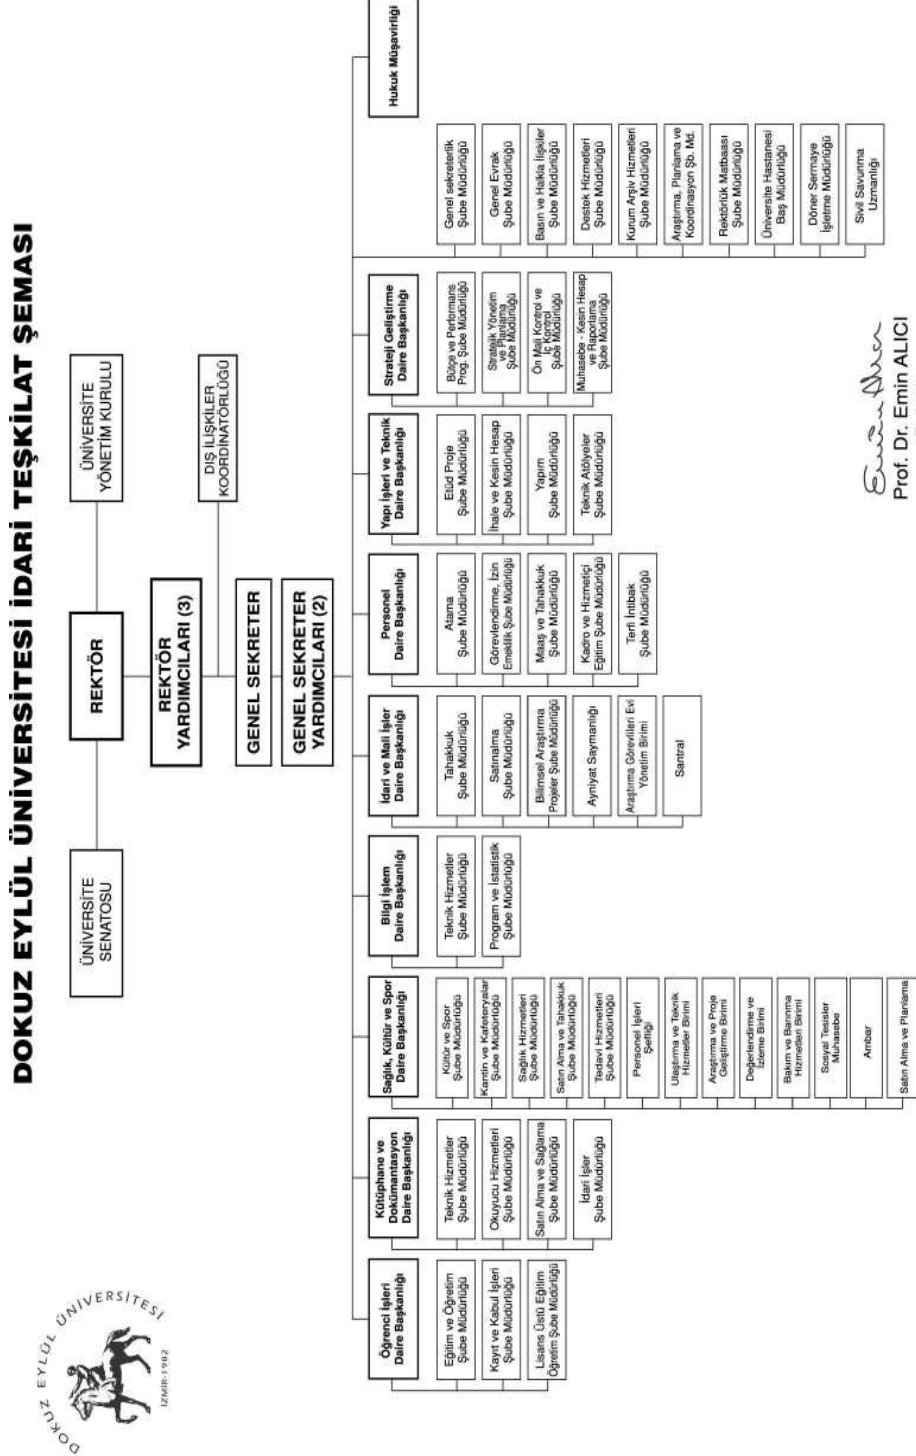 DOKUZ EYLÜL ÜNİVERSİTESİ İDARİ TEŞKİLAT ŞEMASI
DOKUZ EYLÜL ÜNİVERSİTESİ
İZMİR-1982
ÜNİVERSİTE
SENATOSU
REKTÖR
ÜNİVERSİTE
YÖNETİM KURULU
REKTÖR
YARDIMCILARI (3)
DIŞ İLİŞKİLER
KOORDİNATÖRLÜĞÜ
GENEL SEKRETER
GENEL SEKRETER
YARDIMCILARI (2)
Öğrenci İşleri
Daire Başkanlığı
Eğitim ve Öğretim
Şube Müdürlüğü
Kayıt ve Kabul İşleri
Şube Müdürlüğü
Lisans Üstü Eğitim
Öğretim Şube Müdürlüğü
Kütüphane ve
Dokümantasyon
Daire Başkanlığı
Teknik Hizmetler
Şube Müdürlüğü
Okuyucu Hizmetleri
Şube Müdürlüğü
Satın Alma ve Sağlama
Şube Müdürlüğü
İdari İşler
Şube Müdürlüğü
Sağlık, Kültür ve Spor
Daire Başkanlığı
Kültür ve Spor
Şube Müdürlüğü
Kantin ve Kafeteryalar
Şube Müdürlüğü
Sağlık Hizmetleri
Şube Müdürlüğü
Satın Alma ve Tahakkuk
Şube Müdürlüğü
Tedavi Hizmetleri
Şube Müdürlüğü
Personel İşleri
Şefliği
Ulaştırma ve Teknik
Hizmetler Birimi
Araştırma ve Proje
Geliştirme Birimi
Değerlendirme ve
İzleme Birimi
Bakım ve Barınma
Hizmetleri Birimi
Sosyal Tesisler
Muhasebe
Ambar
Satın Alma ve Planlama
Bilgi İşlem
Daire Başkanlığı
Teknik Hizmetler
Şube Müdürlüğü
Program ve İstatistik
Şube Müdürlüğü
İdari ve Mali İşler
Daire Başkanlığı
Tahakkuk
Şube Müdürlüğü
Satınalma
Şube Müdürlüğü
Bilimsel Araştırma
Projeler Şube Müdürlüğü
Ayniyat Saymanlığı
Araştırma Görevlileri Evi
Yönetim Birimi
Santral
Personel
Daire Başkanlığı
Atama
Şube Müdürlüğü
Görevlendirme, İzin
Emeklilik Şube Müdürlüğü
Maaş ve Tahakkuk
Şube Müdürlüğü
Kadro ve Hizmetiçi
Eğitim Şube Müdürlüğü
Terfi İntibak
Şube Müdürlüğü
Yapı İşleri ve Teknik
Daire Başkanlığı
Etüd Proje
Şube Müdürlüğü
İhale ve Kesin Hesap
Şube Müdürlüğü
Yapım
Şube Müdürlüğü
Teknik Atölyeler
Şube Müdürlüğü
Strateji Geliştirme
Daire Başkanlığı
Bütçe ve Performans
Prog. Şube Müdürlüğü
Stratejik Yönetim
ve Planlama
Şube Müdürlüğü
Ön Mali Kontrol ve
İç Kontrol
Şube Müdürlüğü
Muhasebe - Kesin Hesap
ve Raporlama
Şube Müdürlüğü
Genel sekreterlik
Şube Müdürlüğü
Genel Evrak
Şube Müdürlüğü
Basın ve Halkla İlişkiler
Şube Müdürlüğü
Destek Hizmetleri
Şube Müdürlüğü
Kurum Arşiv Hizmetleri
Şube Müdürlüğü
Araştırma, Planlama ve
Koordinasyon Şb. Md.
Rektörlük Matbaası
Şube Müdürlüğü
Üniversite Hastanesi
Baş Müdürlüğü
Döner Sermaye
İşletme Müdürlüğü
Sivil Savunma
Uzmanlığı
Hukuk Müşavirliği
Prof. Dr. Emin ALICI